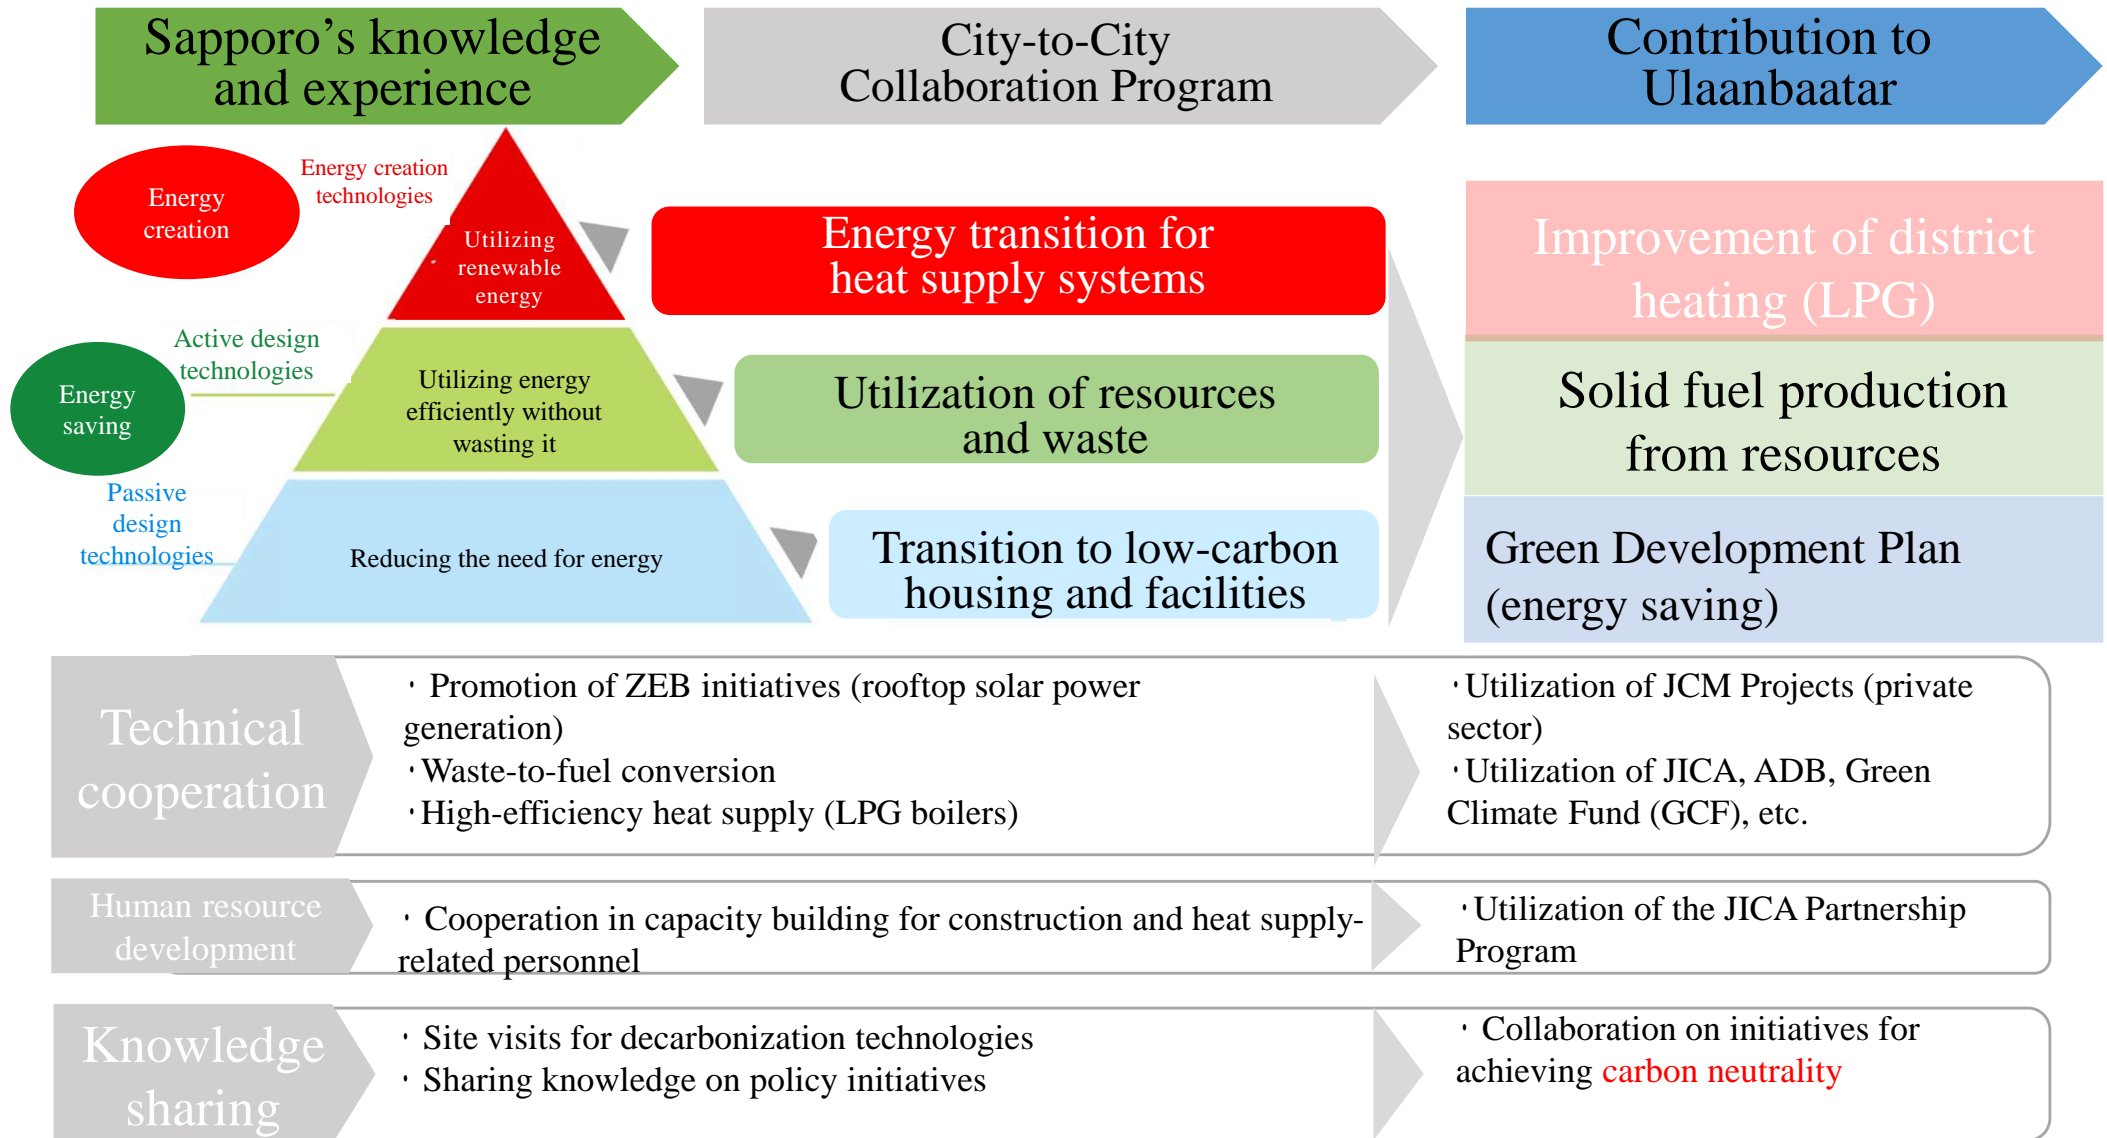 Sapporo’s knowledge
and experience
City-to-City
Collaboration Program
Contribution to
Ulaanbaatar
Energy
creation
Energy creation
technologies
Utilizing
renewable
energy
Energy transition for
heat supply systems
Improvement of district
heating (LPG)
Active design
technologies
Energy
saving
Utilizing energy
efficiently without
wasting it
Utilization of resources
and waste
Solid fuel production
from resources
Passive
design
technologies
Reducing the need for energy
Transition to low-carbon
housing and facilities
Green Development Plan
(energy saving)
Technical
cooperation
・Promotion of ZEB initiatives (rooftop solar power
generation)
・Waste-to-fuel conversion
・High-efficiency heat supply (LPG boilers)
・Utilization of JCM Projects (private
sector)
・Utilization of JICA, ADB, Green
Climate Fund (GCF), etc.
Human resource
development
・Cooperation in capacity building for construction and heat supply-
related personnel
・Utilization of the JICA Partnership
Program
Knowledge
sharing
・Site visits for decarbonization technologies
・Sharing knowledge on policy initiatives
・Collaboration on initiatives for
achieving carbon neutrality